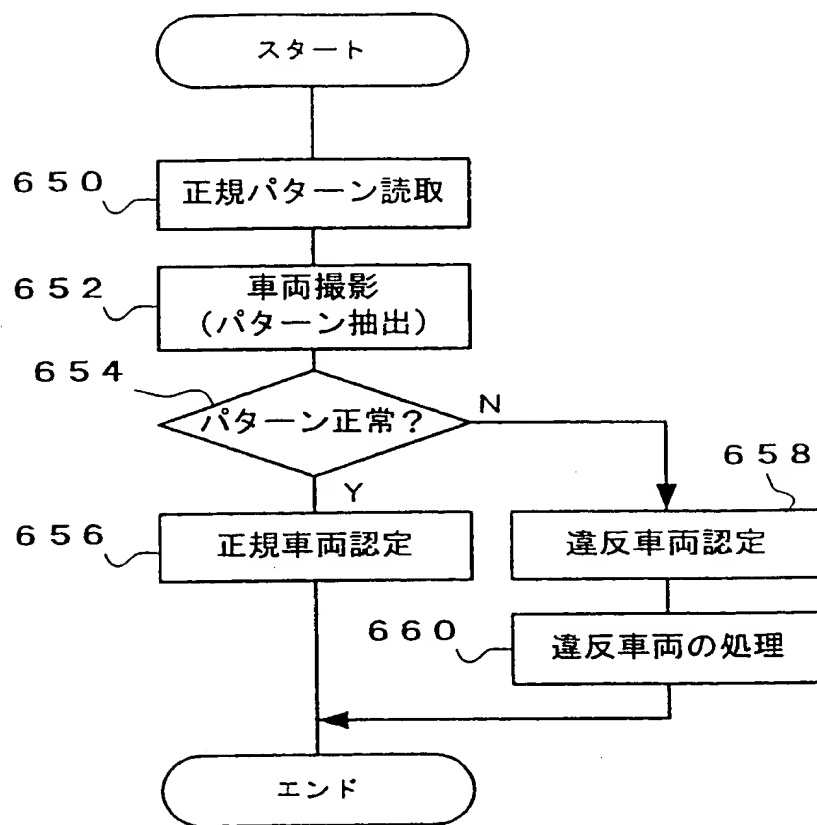 スタート
６５０
正規パターン読取
６５２
車両撮影
（パターン抽出）
６５４
パターン正常？
N
Y
６５６
正規車両認定
６５８
違反車両認定
６６０
違反車両の処理
エンド